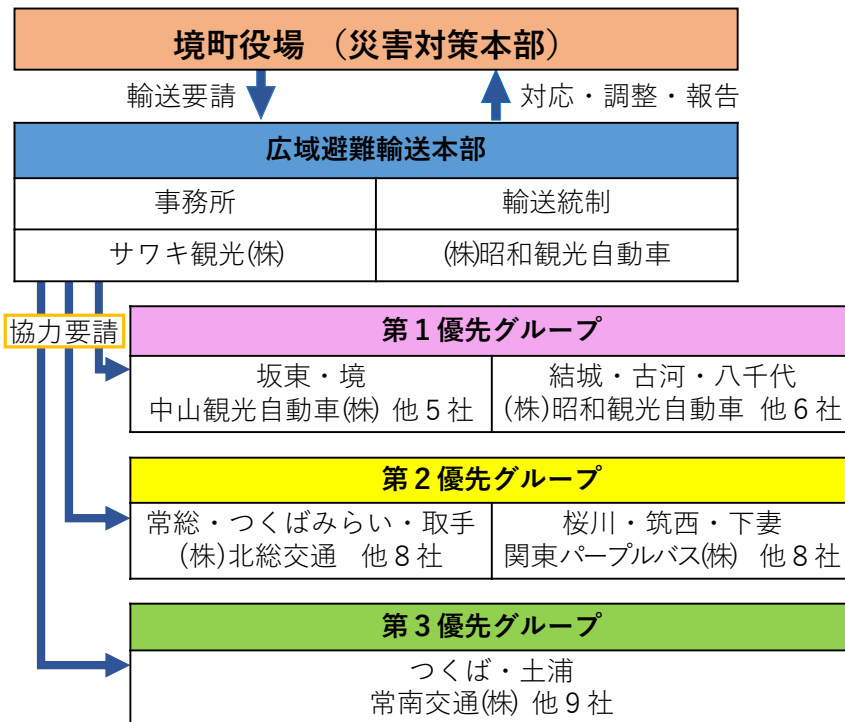 境町役場 （災害対策本部）
輸送要請
対応・調整・報告
広域避難輸送本部
事務所
輸送統制
サワキ観光㈱
㈱昭和観光自動車
協力要請
第１優先グループ
坂東・境
中山観光自動車㈱ 他５社
結城・古河・八千代
(株)昭和観光自動車 他６社
第２優先グループ
常総・つくばみらい・取手
(株)北総交通 他８社
桜川・筑西・下妻
関東パープルバス㈱ 他８社
第３優先グループ
つくば・土浦
常南交通㈱ 他９社